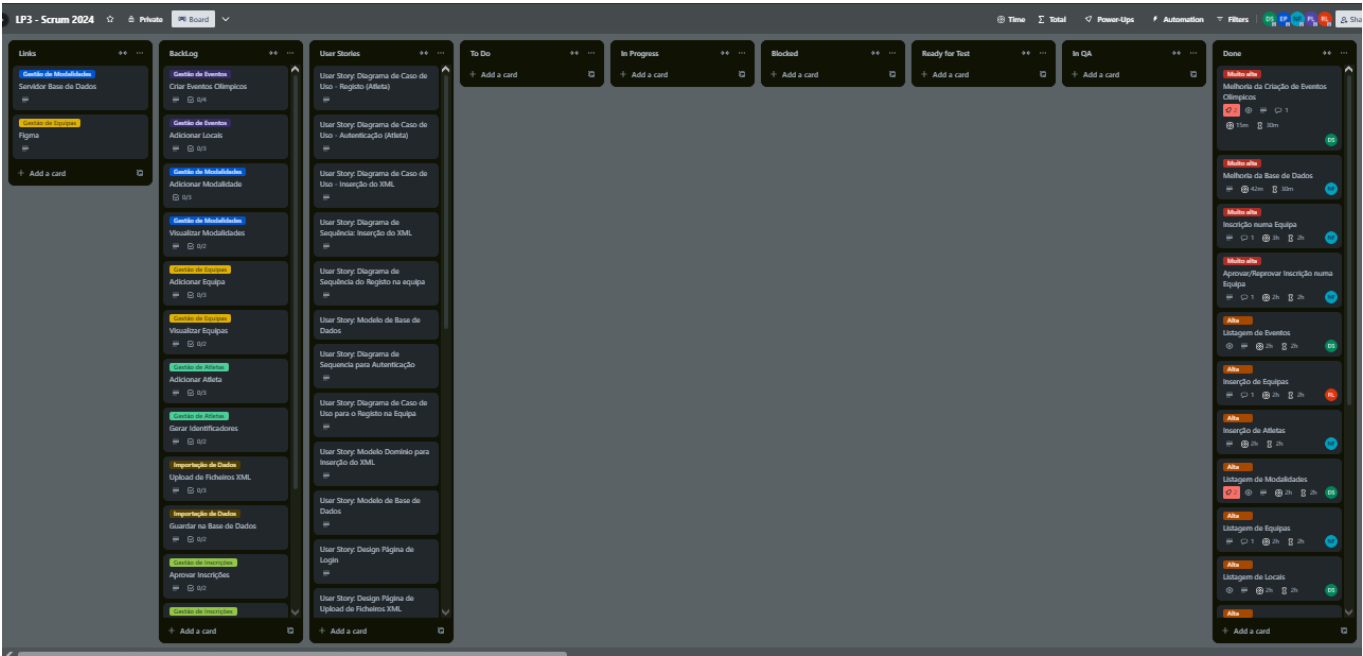 LP3 - Scrum 2024
Private
Board
Time
Total
Power-Ups
Automation
Filters
DS
EP
NF
PL
RL
Sha
Links
Gestão de Modalidades
Servidor Base de Dados
Gestão de Equipas
Figma
+ Add a card
BackLog
Gestão de Eventos
Criar Eventos Olímpicos
0/4
Gestão de Eventos
Adicionar Locais
0/3
Gestão de Modalidades
Adicionar Modalidade
0/3
Gestão de Modalidades
Visualizar Modalidades
0/2
Gestão de Equipas
Adicionar Equipa
0/3
Gestão de Equipas
Visualizar Equipas
0/2
Gestão de Atletas
Adicionar Atleta
0/3
Gestão de Atletas
Gerar Identificadores
0/2
Importação de Dados
Upload de Ficheiros XML
0/3
Importação de Dados
Guardar na Base de Dados
0/2
Gestão de Inscrições
Aprovar Inscrições
0/2
Gestão de Inscrições
+ Add a card
User Stories
User Story: Diagrama de Caso de
Uso - Registo (Atleta)
User Story: Diagrama de Caso de
Uso - Autenticação (Atleta)
User Story: Diagrama de Caso de
Uso - Inserção do XML
User Story: Diagrama de
Sequência: Inserção do XML
User Story: Diagrama de
Sequência do Registo na equipa
User Story: Modelo de Base de
Dados
User Story: Diagrama de
Sequencia para Autenticação
User Story: Diagrama de Caso de
Uso para o Registo na Equipa
User Story: Modelo Dominio para
Inserção do XML
User Story: Modelo de Base de
Dados
User Story: Design Página de
Login
User Story: Design Página de
Upload de Ficheiros XML
+ Add a card
To Do
+ Add a card
In Progress
+ Add a card
Blocked
+ Add a card
Ready for Test
+ Add a card
In QA
+ Add a card
Done
Muito alta
Melhoria da Criação de Eventos
Olímpicos
2 1
15m 30m
DS
Muito alta
Melhoria da Base de Dados
42m 30m NF
Muito alta
Inscrição numa Equipa
1 3h 2h NF
Muito alta
Aprovar/Reprovar Inscrição numa
Equipa
1 2h 2h NF
Alta
Listagem de Eventos
2h 2h DS
Alta
Inserção de Equipas
1 2h 2h RL
Alta
Inserção de Atletas
2h 2h NF
Alta
Listagem de Modalidades
2 2h 2h DS
Alta
Listagem de Equipas
1 2h 2h NF
Alta
Listagem de Locais
2h 2h DS
Alta
+ Add a card